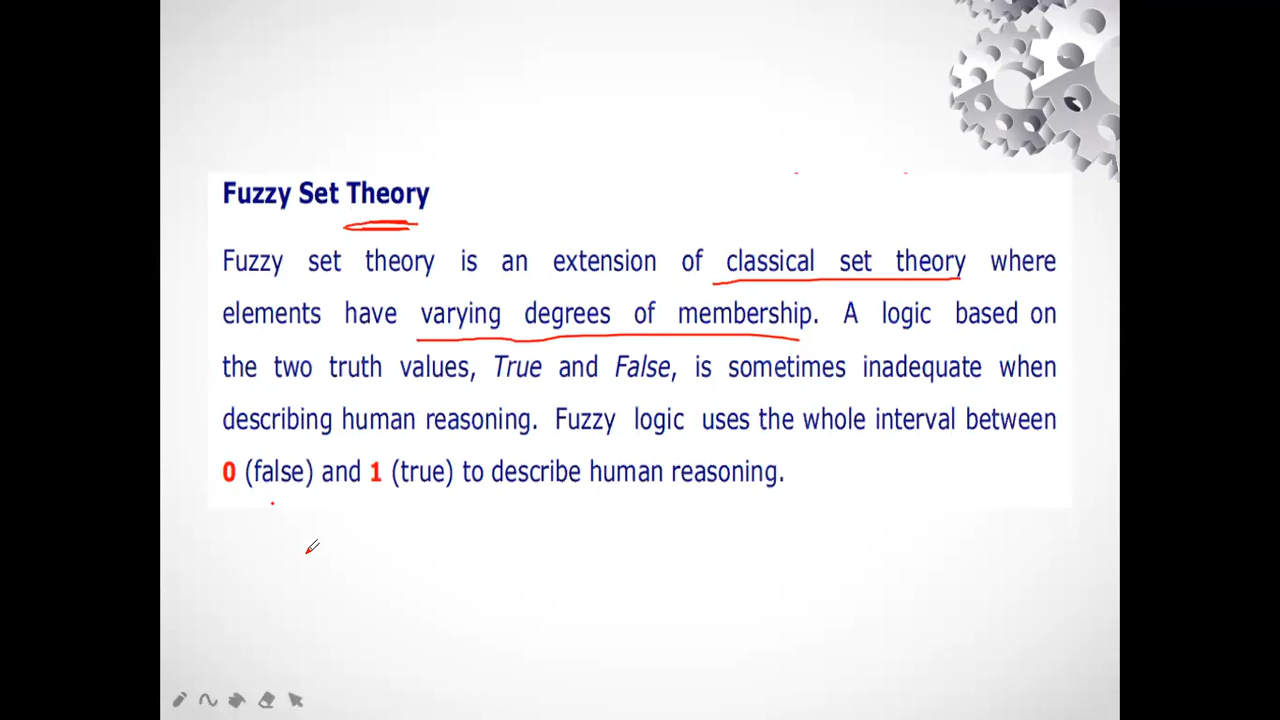 Fuzzy Set Theory
Fuzzy set theory is an extension of classical set theory where
elements have varying degrees of membership. A logic based on
the two truth values, True and False, is sometimes inadequate when
describing human reasoning. Fuzzy logic uses the whole interval between
0 (false) and 1 (true) to describe human reasoning.